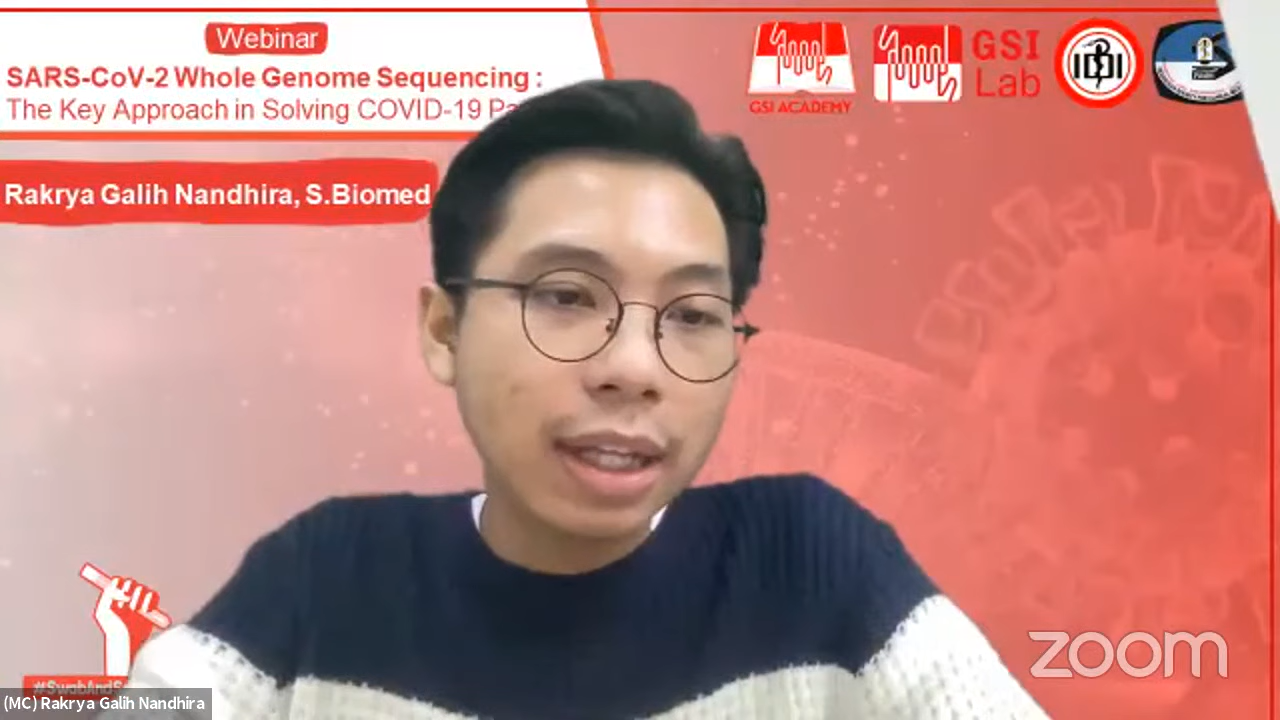 Webinar
SARS-CoV-2 Whole Genome Sequencing :
The Key Approach in Solving COVID-19
Rakrya Galih Nandhira, S.Biomed
GSI ACADEMY
GSI
Lab
IDI
zoom
(MC) Rakrya Galih Nandhira